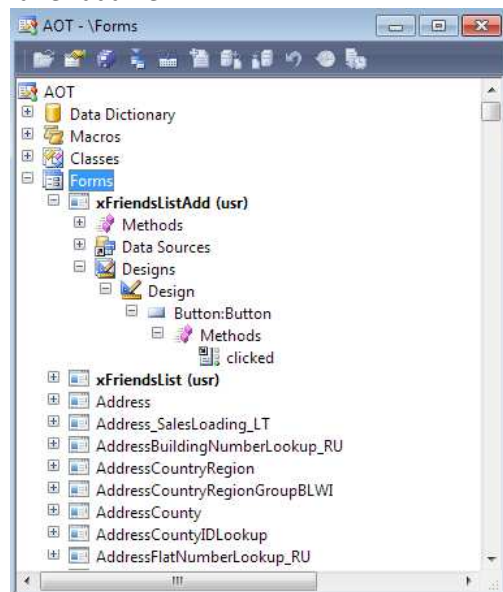 AOT - \Forms
AOT
Data Dictionary
Macros
Classes
Forms
xFriendsListAdd (usr)
Methods
Data Sources
Designs
Design
Button:Button
Methods
clicked
xFriendsList (usr)
Address
Address_SalesLoading_LT
AddressBuildingNumberLookup_RU
AddressCountryRegion
AddressCountryRegionGroupBLWI
AddressCounty
AddressCountyIDLookup
AddressFlatNumberLookup_RU